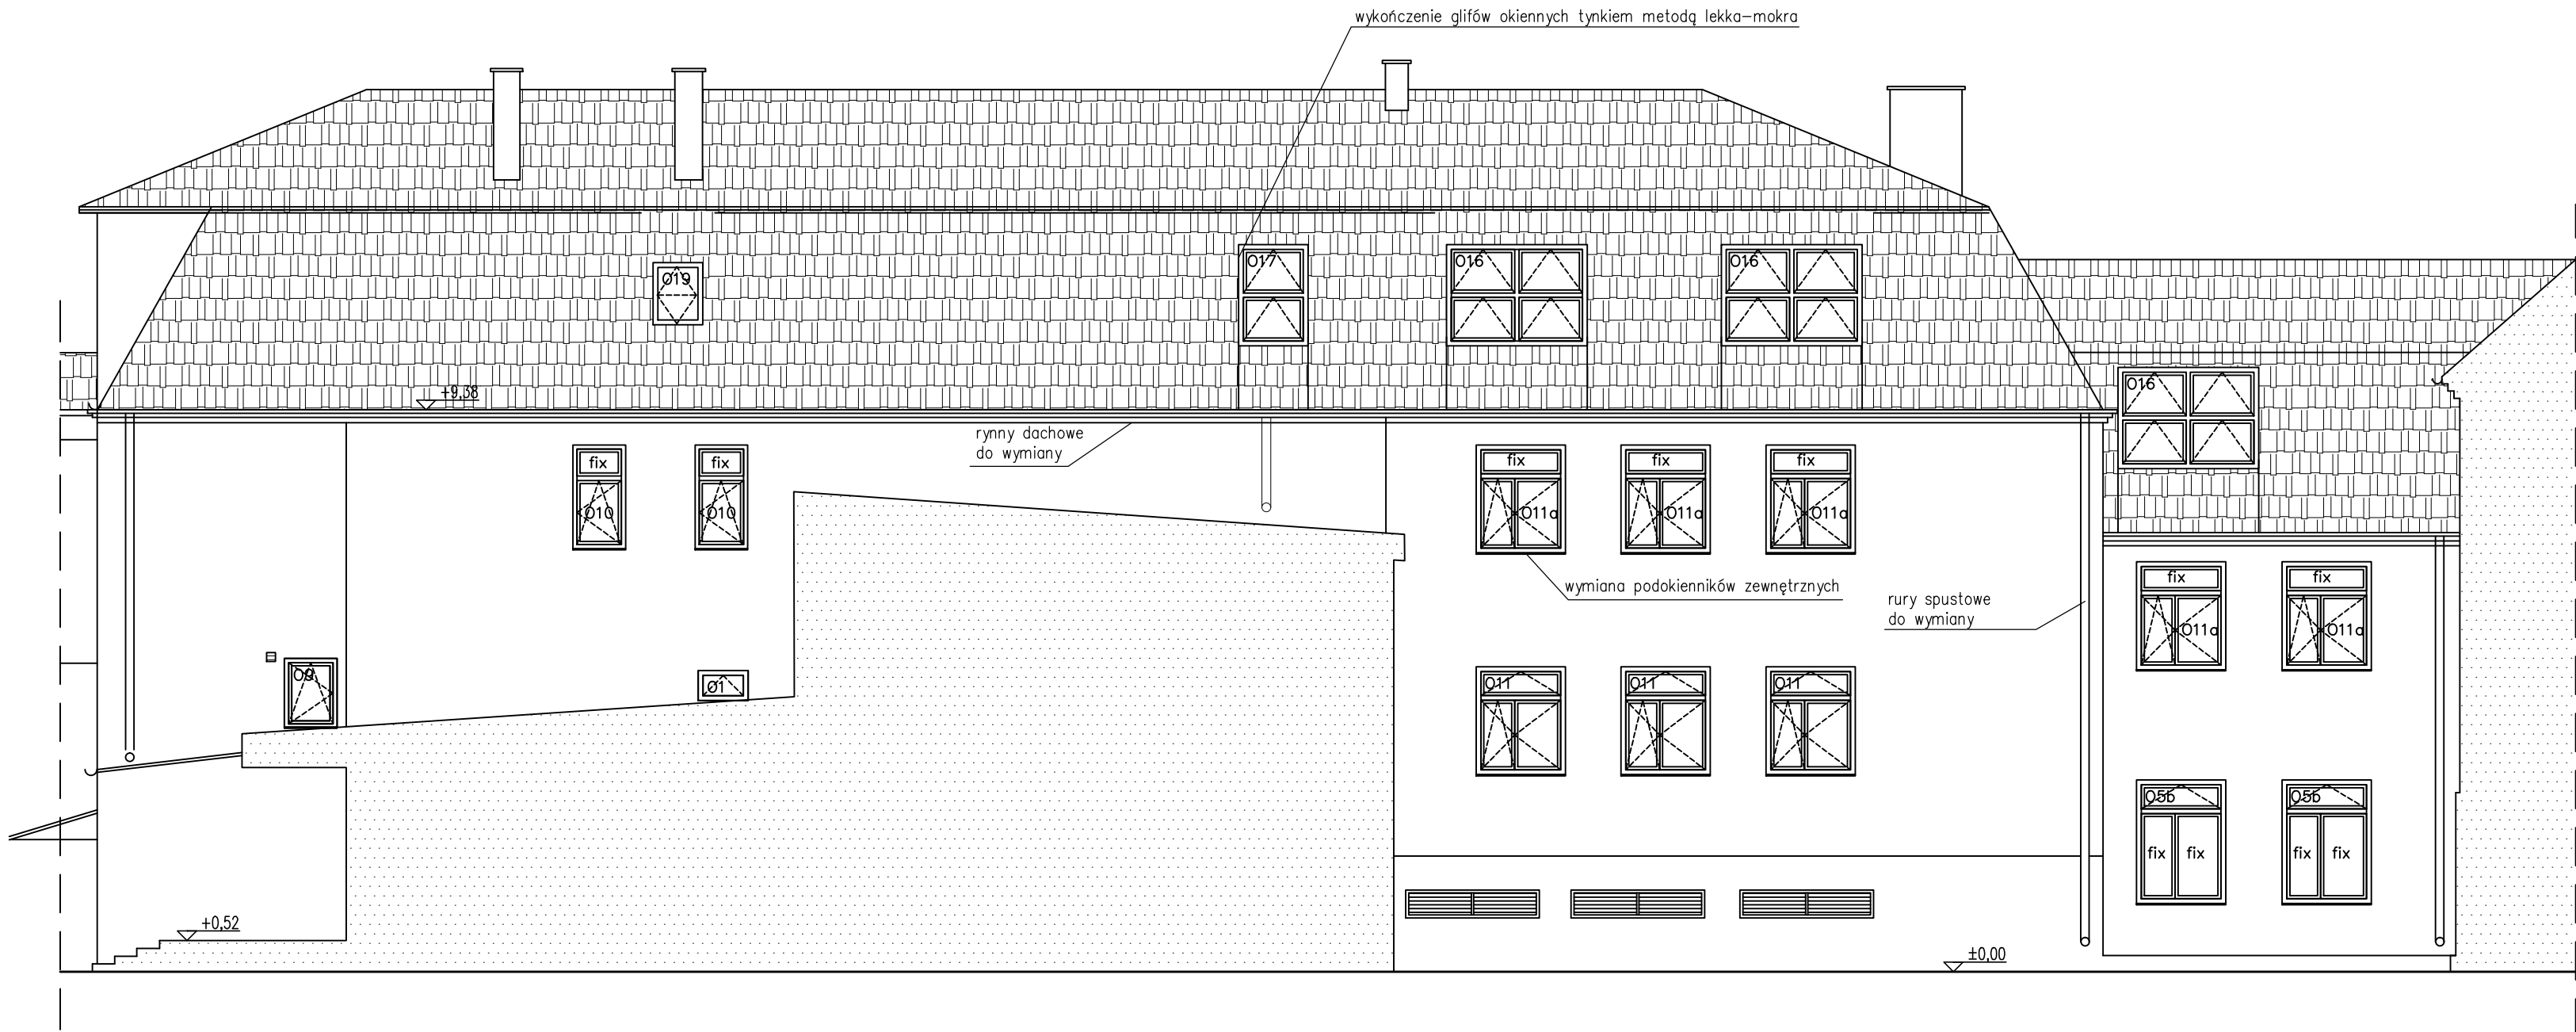 wykończenie glifów okiennych tynkiem metodą lekka-mokra
O17
O16
O16
O19
O16
+9,38
rynny dachowe
do wymiany
fix
fix
fix
fix
fix
O10
O10
O11a
O11a
O11a
fix
fix
wymiana podokienników zewnętrznych
rury spustowe
do wymiany
O11a
O11a
O9
O1
O11
O11
O11
O5b
O5b
fix fix
fix fix
+0,52
±0,00